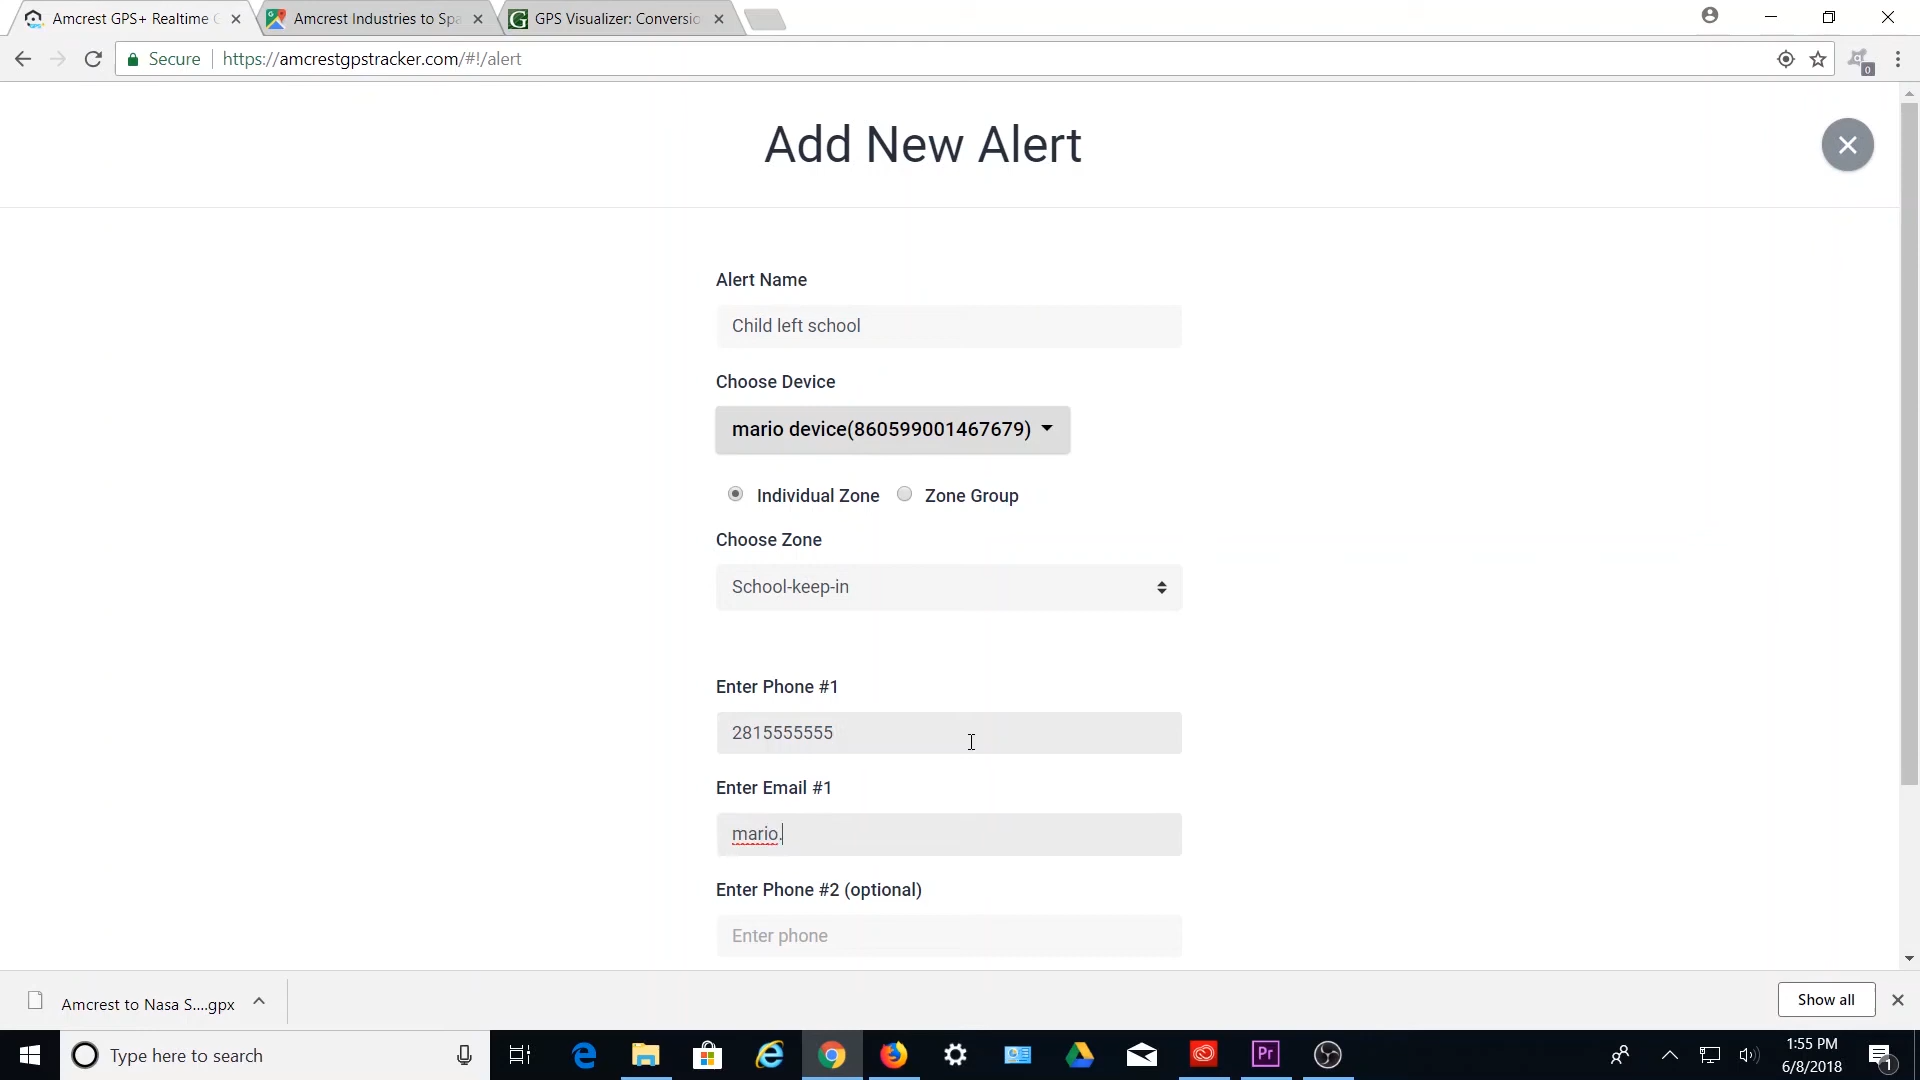 Amcrest GPS+ Realtime
Amcrest Industries to Spa
GPS Visualizer: Conversio
Secure
https://amcrestgpstracker.com/#!/alert
0
Add New Alert
Alert Name
Child left school
Choose Device
mario device(860599001467679)
Individual Zone
Zone Group
Choose Zone
School-keep-in
Enter Phone #1
2815555555
Enter Email #1
mario.
Enter Phone #2 (optional)
Enter phone
Amcrest to Nasa S....gpx
Show all
Type here to search
Pr
1:55 PM
6/8/2018
1